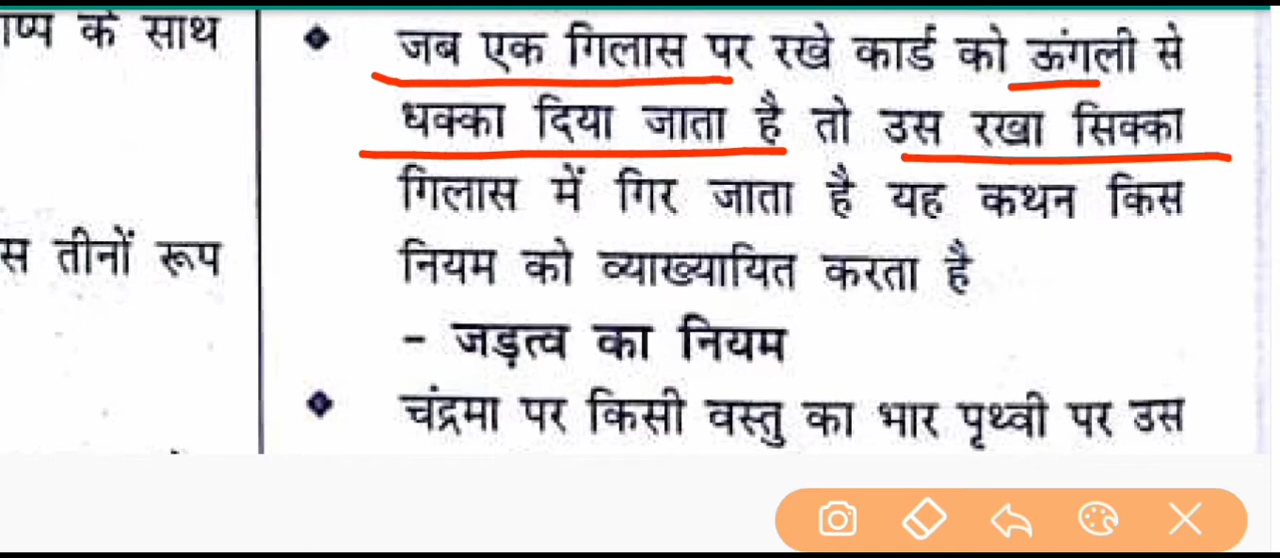 के साथ
स तीनों रूप
जब एक गिलास पर रखे कार्ड को ऊंगली से
धक्का दिया जाता है तो उस रखा सिक्का
गिलास में गिर जाता है यह कथन किस
नियम को व्याख्यायित करता है
- जड़त्व का नियम
चंद्रमा पर किसी वस्तु का भार पृथ्वी पर उस